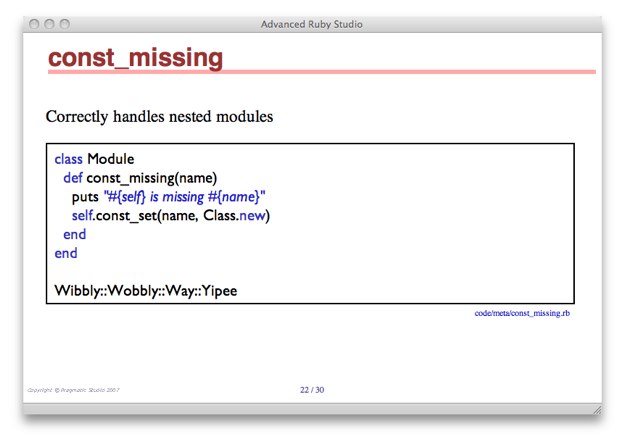 Advanced Ruby Studio
const_missing
Correctly handles nested modules
class Module
def const_missing(name)
puts "#{self} is missing #{name}"
self.const_set(name, Class.new)
end
end
Wibbly::Wobbly::Way::Yipee
code/meta/const_missing.rb
Copyright © Pragmatic Studio 2007
22 / 30